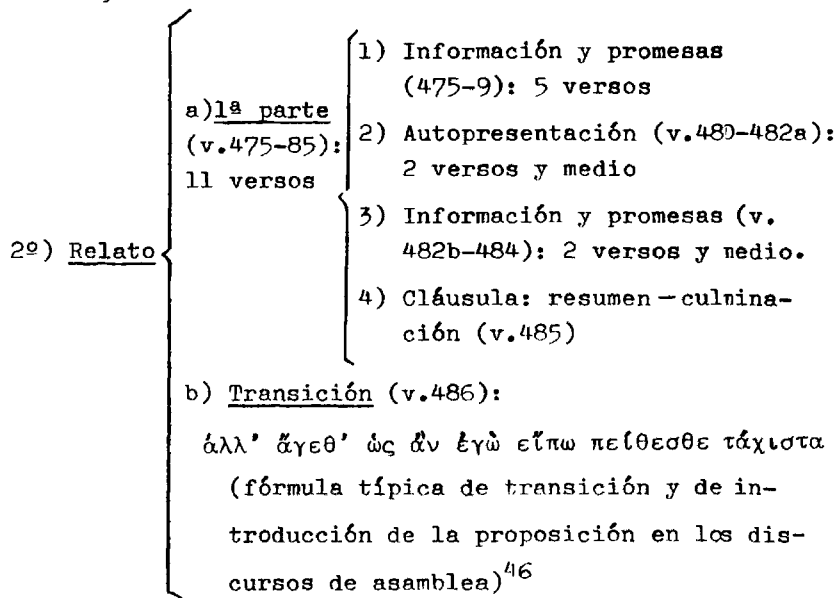 1) Información y promesas
(475-9): 5 versos
a)1ª parte
(v.475-85):
11 versos
2) Autopresentación (v.480-482a):
2 versos y medio
3) Información y promesas (v.
482b-484): 2 versos y medio.
4) Cláusula: resumen-culmina-
ción (v.485)
2º) Relato
b) Transición (v.486):
ἀλλ' ἄγεθ' ὡς ἂν ἐγὼ εἴπω πείθεσθε τάχιστα
(fórmula típica de transición y de in-
troducción de la proposición en los dis-
cursos de asamblea)46